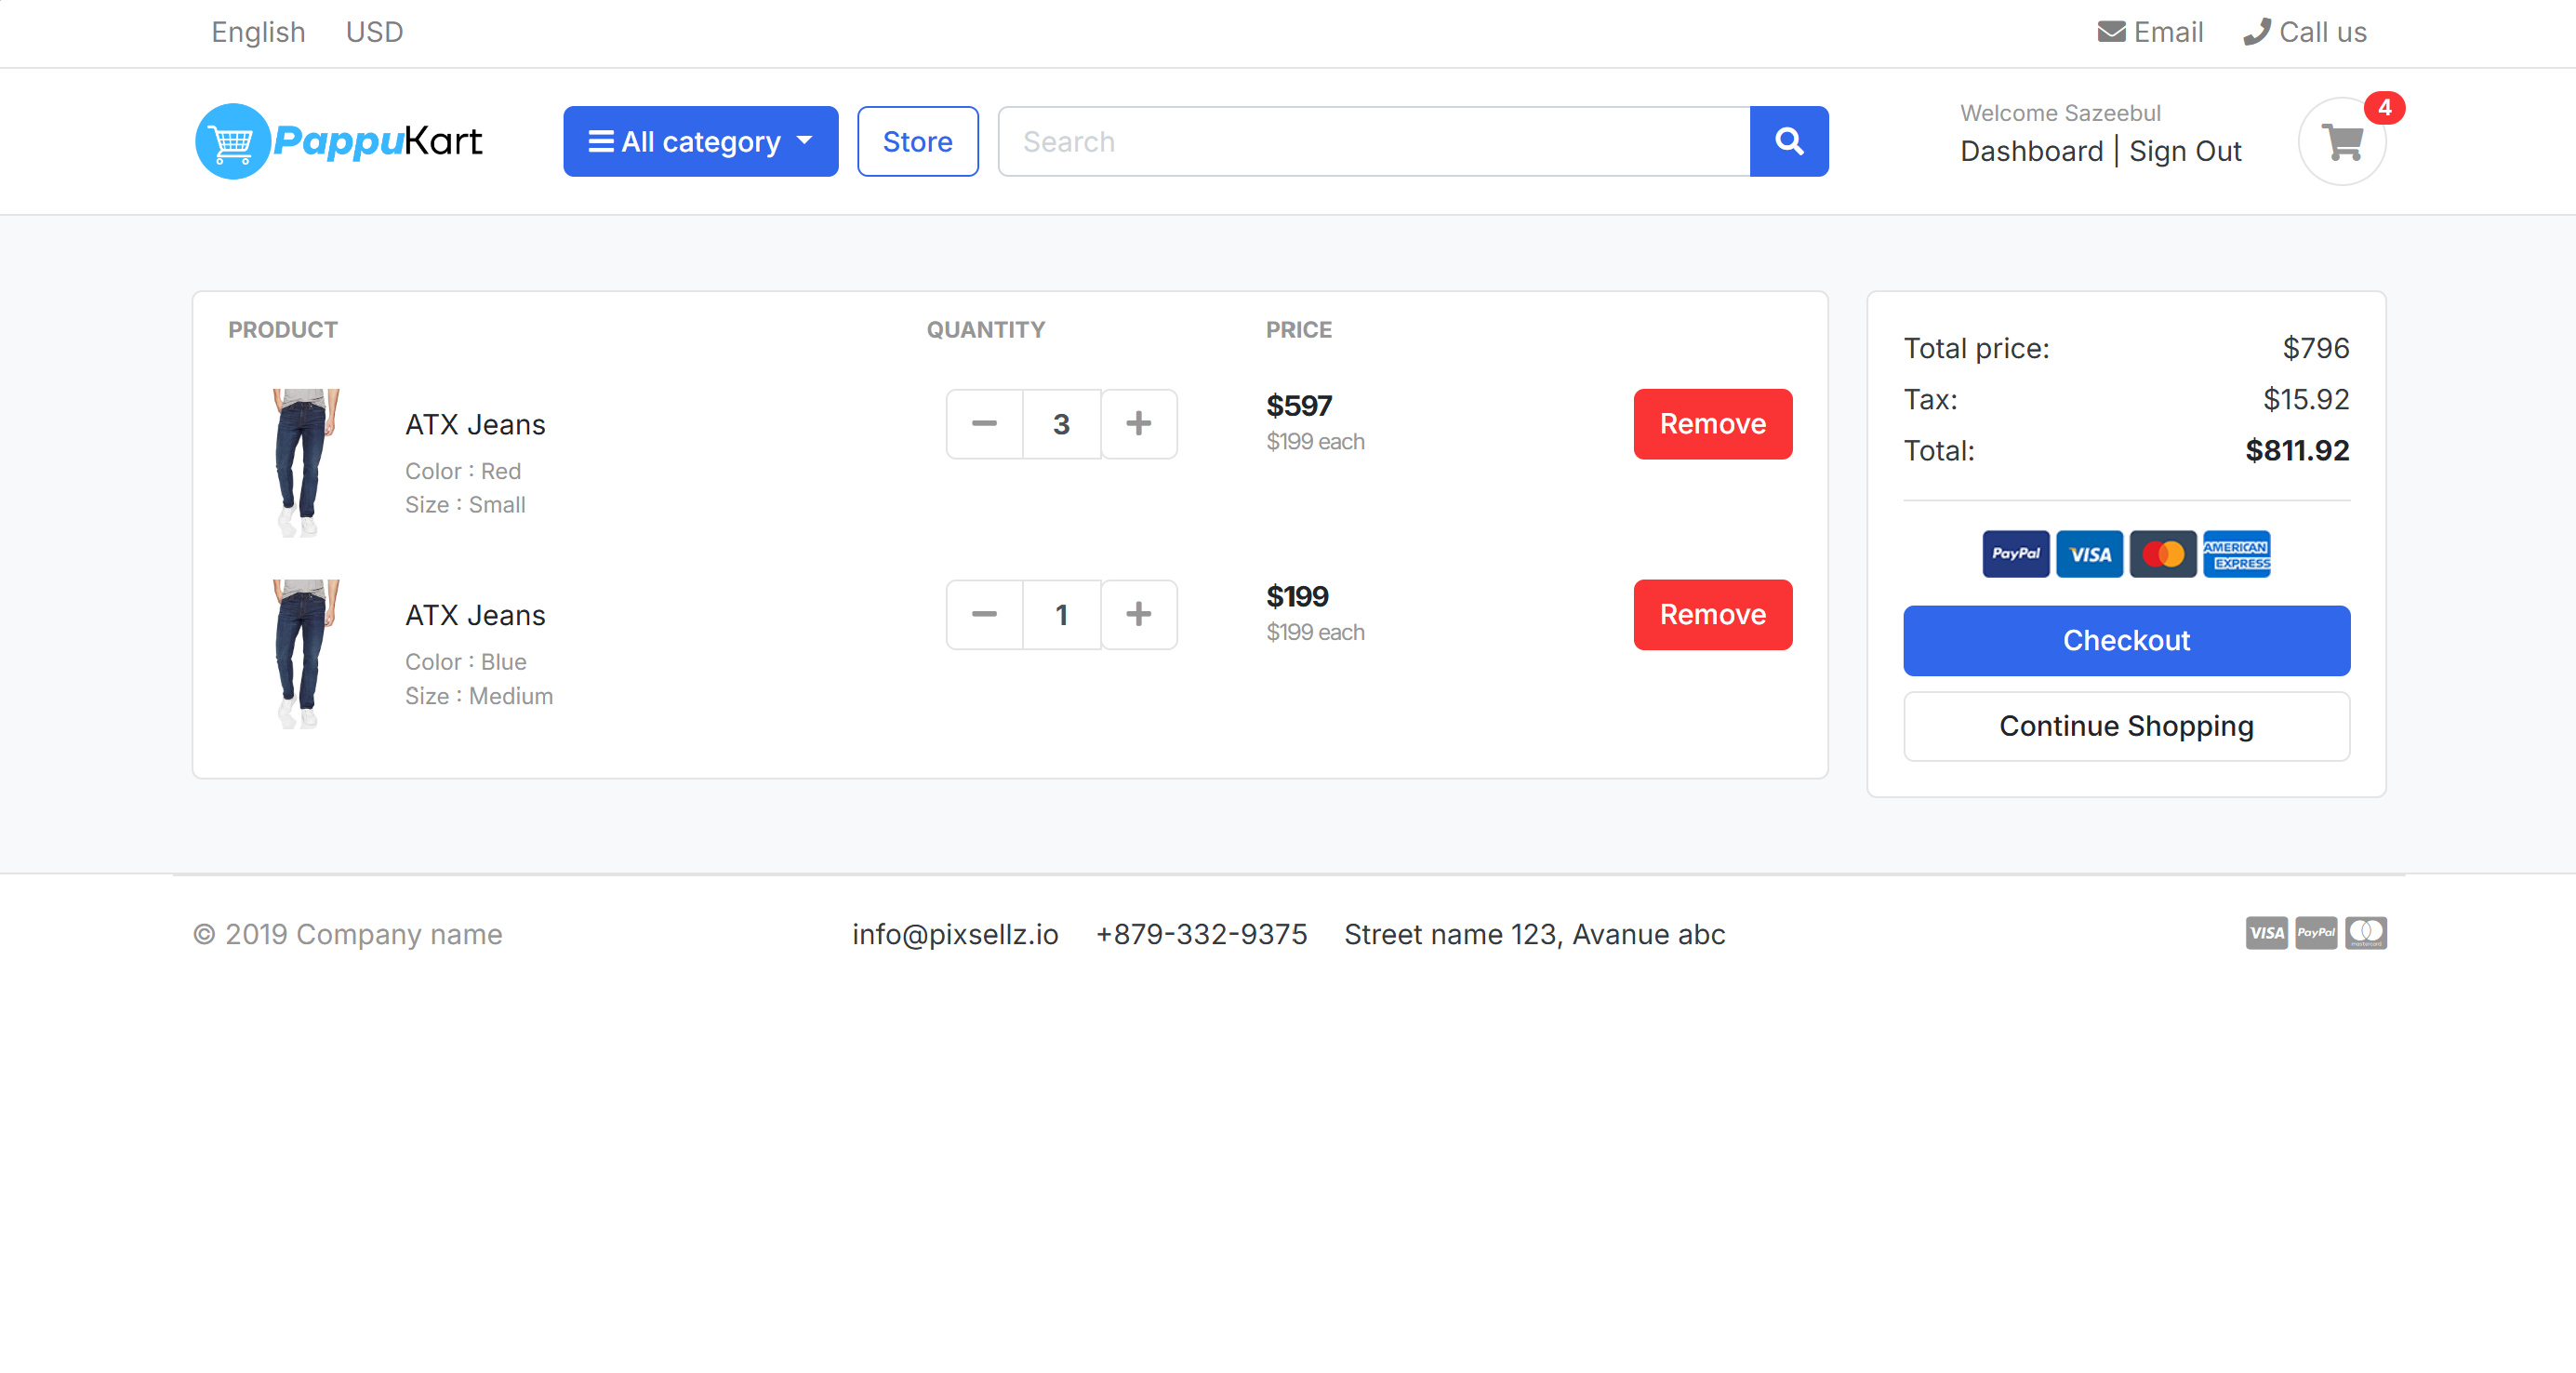 English USD Email Call us
PappuKart All category Store Search Welcome Sazeebul 4
Dashboard | Sign Out
PRODUCT QUANTITY PRICE
ATX Jeans 3 $597 Remove
$199 each
Color : Red
Size : Small
ATX Jeans 1 $199 Remove
$199 each
Color : Blue
Size : Medium
Total price: $796
Tax: $15.92
Total: $811.92
PayPal VISA AMERICAN EXPRESS
Checkout
Continue Shopping
© 2019 Company name info@pixsellz.io +879-332-9375 Street name 123, Avanue abc VISA PayPal mastercard